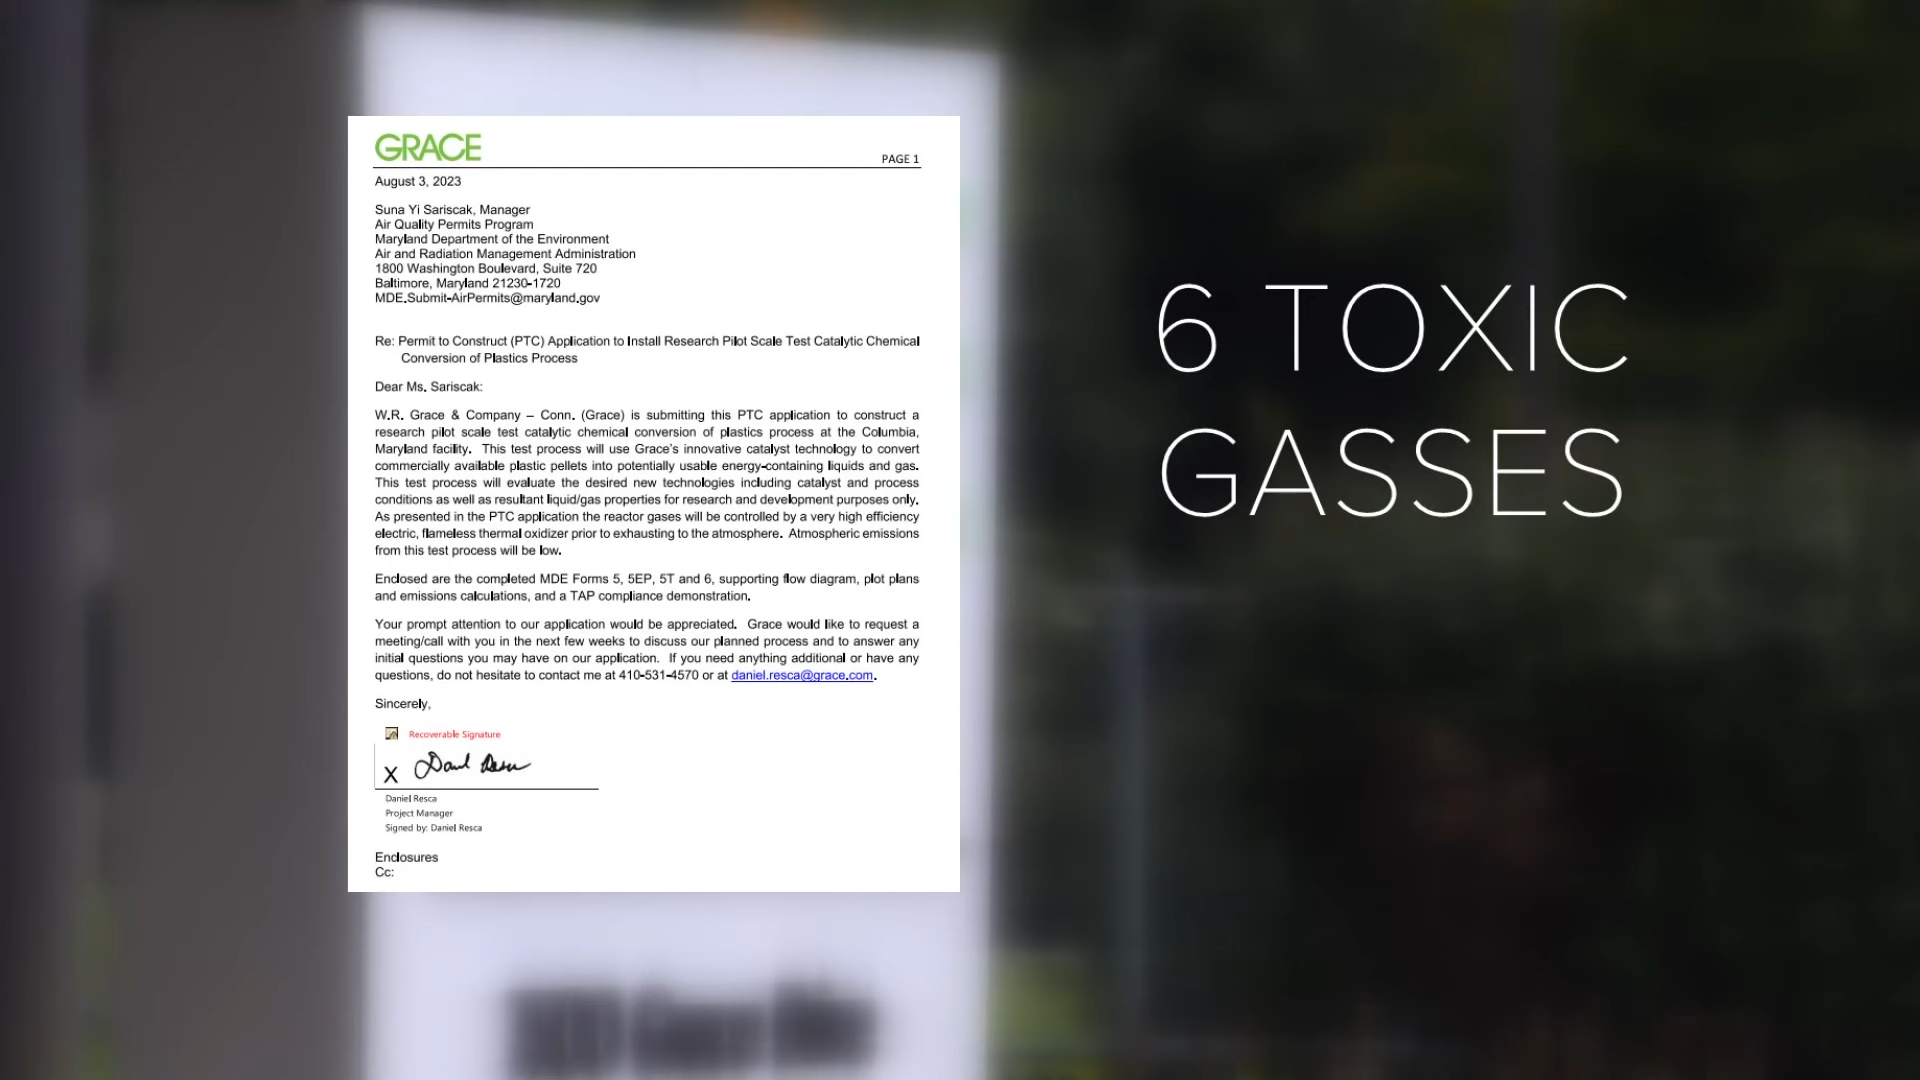 GRACE
PAGE 1
August 3, 2023
Suna Yi Sariscak, Manager
Air Quality Permits Program
Maryland Department of the Environment
Air and Radiation Management Administration
1800 Washington Boulevard, Suite 720
Baltimore, Maryland 21230-1720
MDE.Submit-AirPermits@maryland.gov
Re: Permit to Construct (PTC) Application to Install Research Pilot Scale Test Catalytic Chemical
Conversion of Plastics Process
Dear Ms. Sariscak:
W.R. Grace & Company – Conn. (Grace) is submitting this PTC application to construct a
research pilot scale test catalytic chemical conversion of plastics process at the Columbia,
Maryland facility. This test process will use Grace's innovative catalyst technology to convert
commercially available plastic pellets into potentially usable energy-containing liquids and gas.
This test process will evaluate the desired new technologies including catalyst and process
conditions as well as resultant liquid/gas properties for research and development purposes only.
As presented in the PTC application the reactor gases will be controlled by a very high efficiency
electric, flameless thermal oxidizer prior to exhausting to the atmosphere. Atmospheric emissions
from this test process will be low.
Enclosed are the completed MDE Forms 5, 5EP, 5T and 6, supporting flow diagram, plot plans
and emissions calculations, and a TAP compliance demonstration.
Your prompt attention to our application would be appreciated. Grace would like to request a
meeting/call with you in the next few weeks to discuss our planned process and to answer any
initial questions you may have on our application. If you need anything additional or have any
questions, do not hesitate to contact me at 410-531-4570 or at daniel.resca@grace.com.
Sincerely,
Recoverable Signature
X Daniel Resca
Daniel Resca
Project Manager
Signed by: Daniel Resca
Enclosures
Cc:
6 TOXIC
GASSES